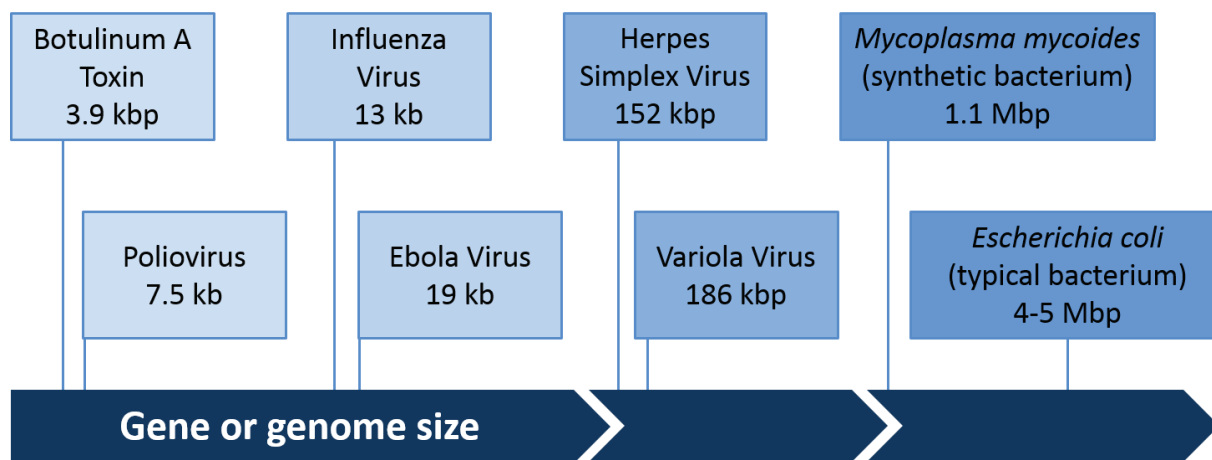 Botulinum A
Toxin
3.9 kbp
Influenza
Virus
13 kb
Herpes
Simplex Virus
152 kbp
Mycoplasma mycoides
(synthetic bacterium)
1.1 Mbp
Poliovirus
7.5 kb
Ebola Virus
19 kb
Variola Virus
186 kbp
Escherichia coli
(typical bacterium)
4-5 Mbp
Gene or genome size